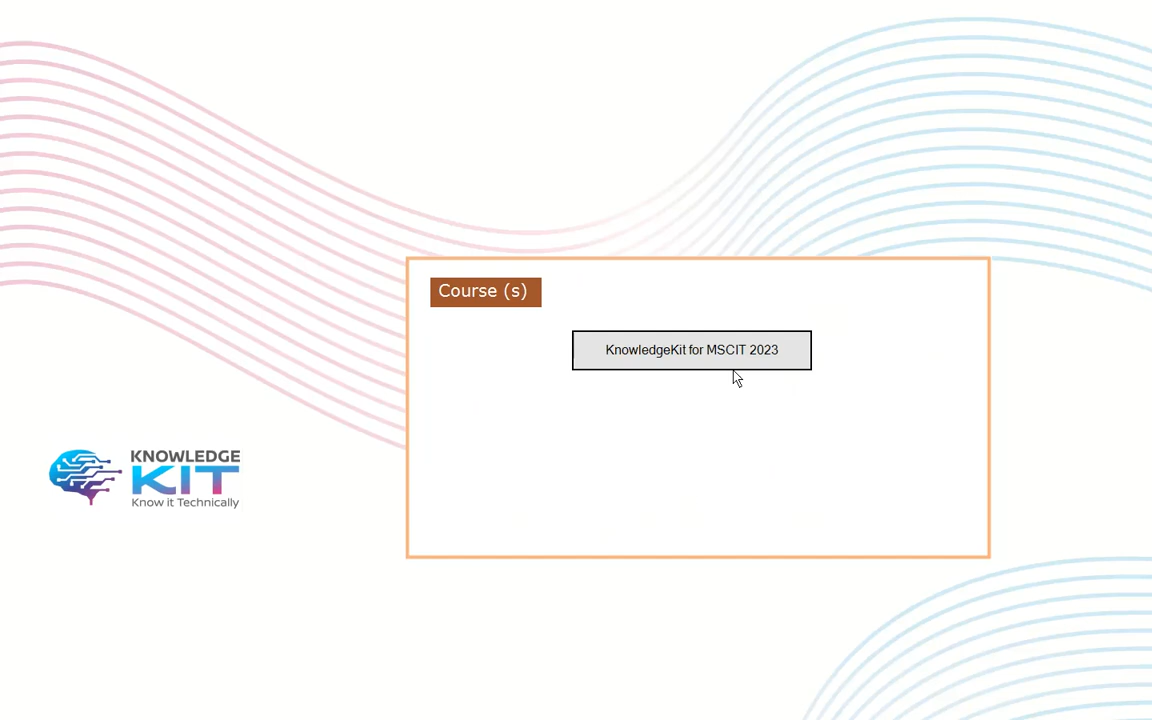 Course (s)
KnowledgeKit for MSCIT 2023
KNOWLEDGE
KIT
Know it Technically